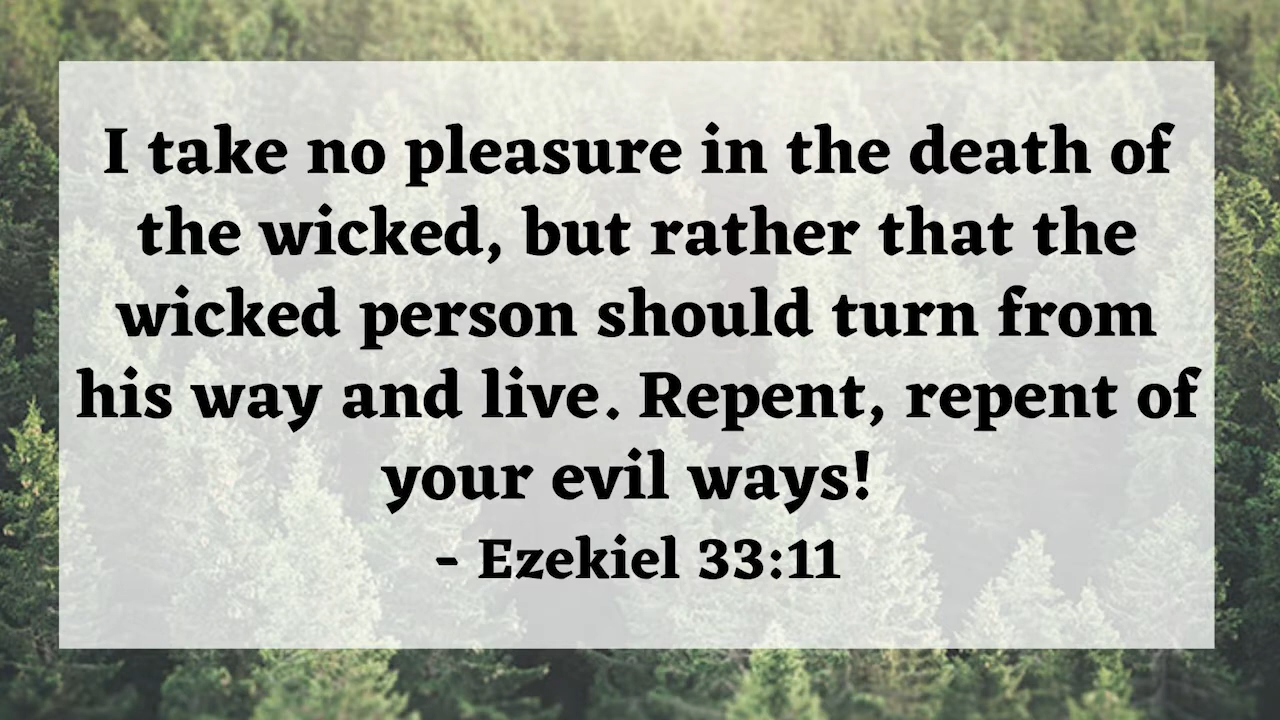 I take no pleasure in the death of
the wicked, but rather that the
wicked person should turn from
his way and live. Repent, repent of
your evil ways!
- Ezekiel 33:11